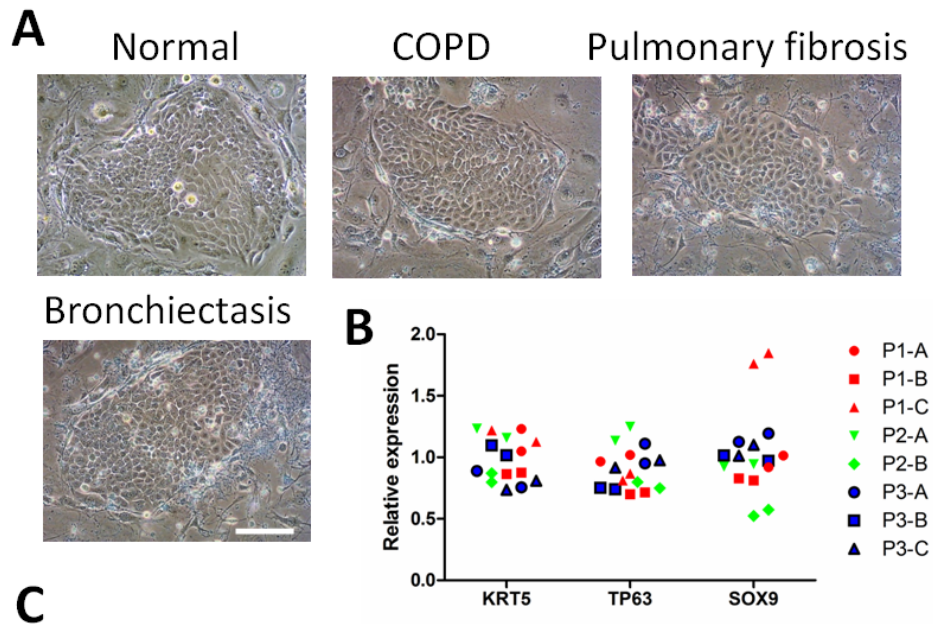 A
Normal
COPD
Pulmonary fibrosis
Bronchiectasis
B
Relative expression
2.0
1.5
1.0
0.5
0.0
KRT5
TP63
SOX9
P1-A
P1-B
P1-C
P2-A
P2-B
P3-A
P3-B
P3-C
C